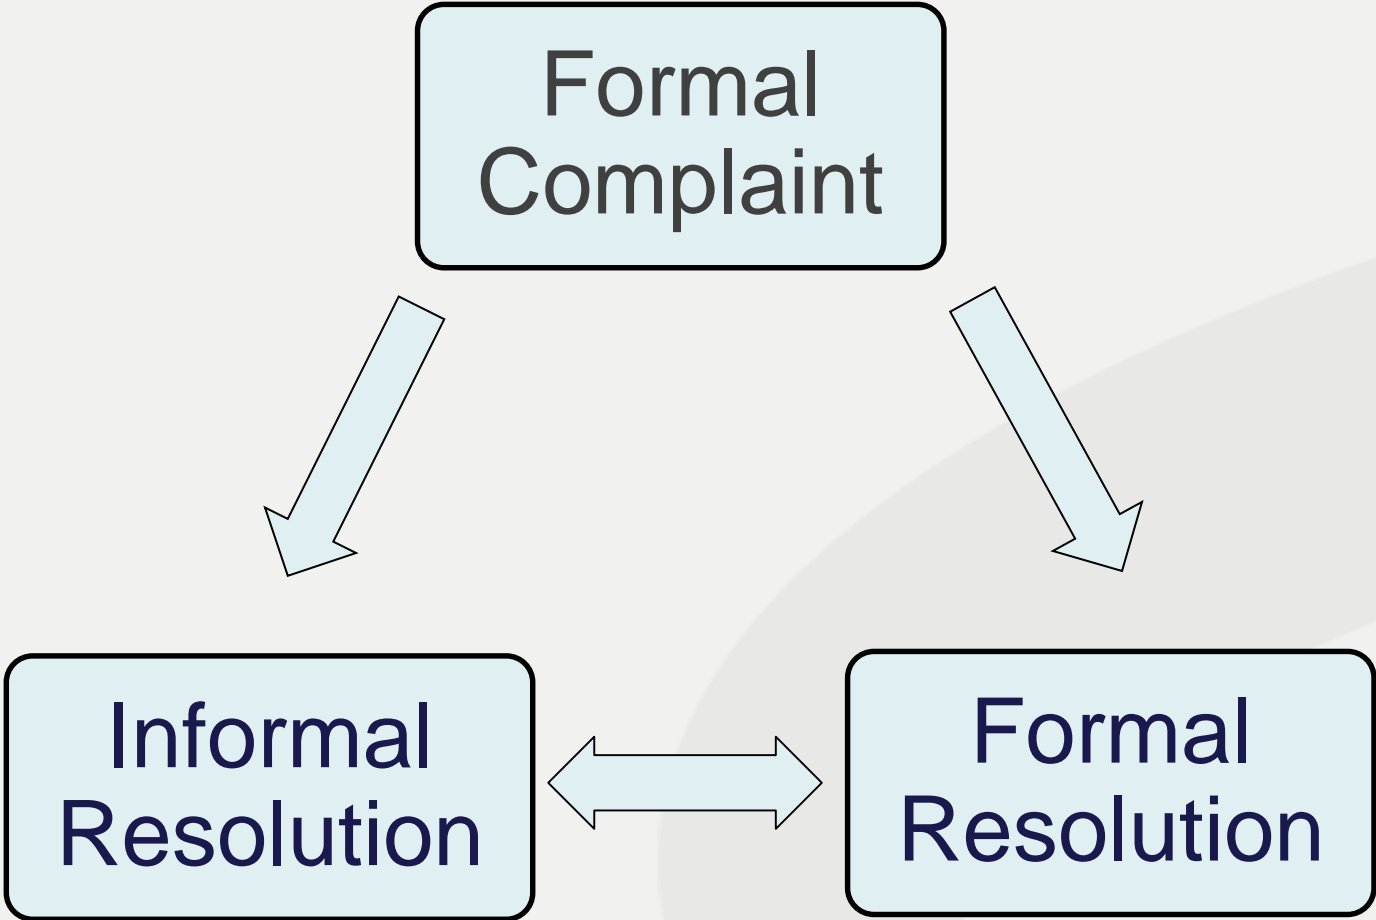 Formal
Complaint
Informal
Resolution
Formal
Resolution